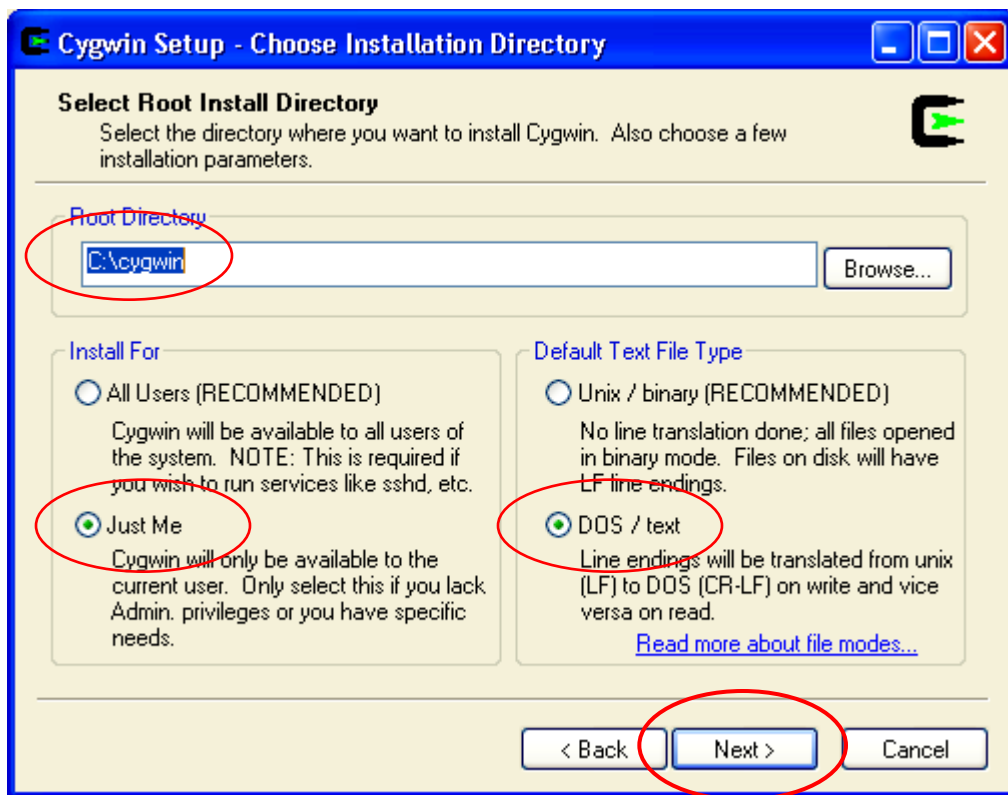 Cygwin Setup - Choose Installation Directory
Select Root Install Directory
Select the directory where you want to install Cygwin.  Also choose a few
installation parameters.
Root Directory
C:\cygwin
Browse...
Install For
All Users (RECOMMENDED)
Cygwin will be available to all users of
the system.  NOTE: This is required if
you wish to run services like sshd, etc.
Just Me
Cygwin will only be available to the
current user.  Only select this if you lack
Admin. privileges or you have specific
needs.
Default Text File Type
Unix / binary (RECOMMENDED)
No line translation done; all files opened
in binary mode.  Files on disk will have
LF line endings.
DOS / text
Line endings will be translated from unix
(LF) to DOS (CR-LF) on write and vice
versa on read.
Read more about file modes...
< Back
Next >
Cancel